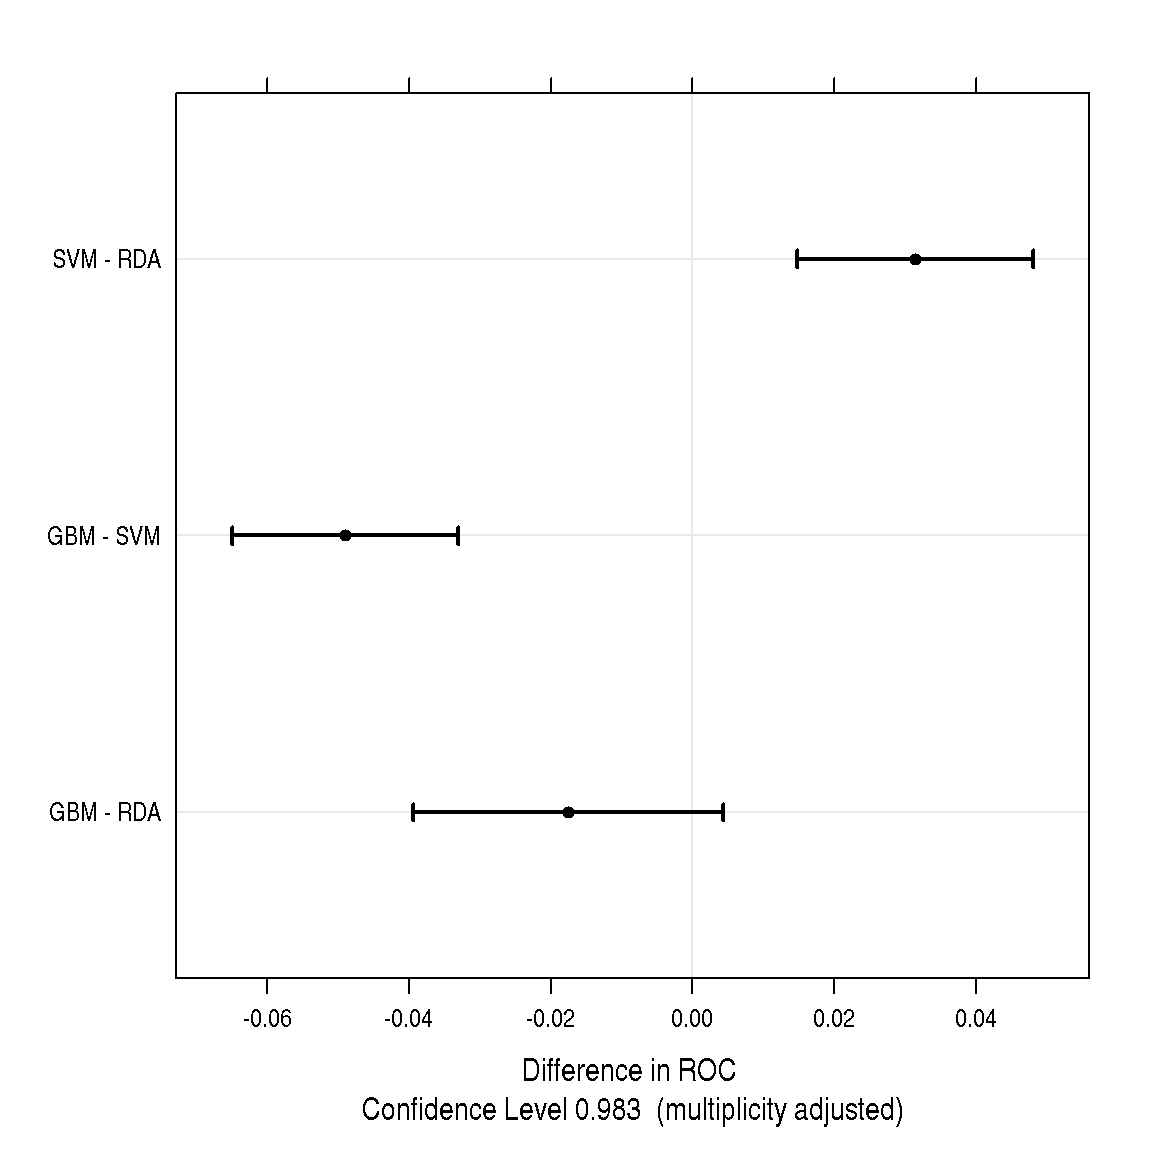 SVM - RDA
GBM - SVM
GBM - RDA
-0.06 -0.04 -0.02 0.00 0.02 0.04
Difference in ROC
Confidence Level 0.983 (multiplicity adjusted)